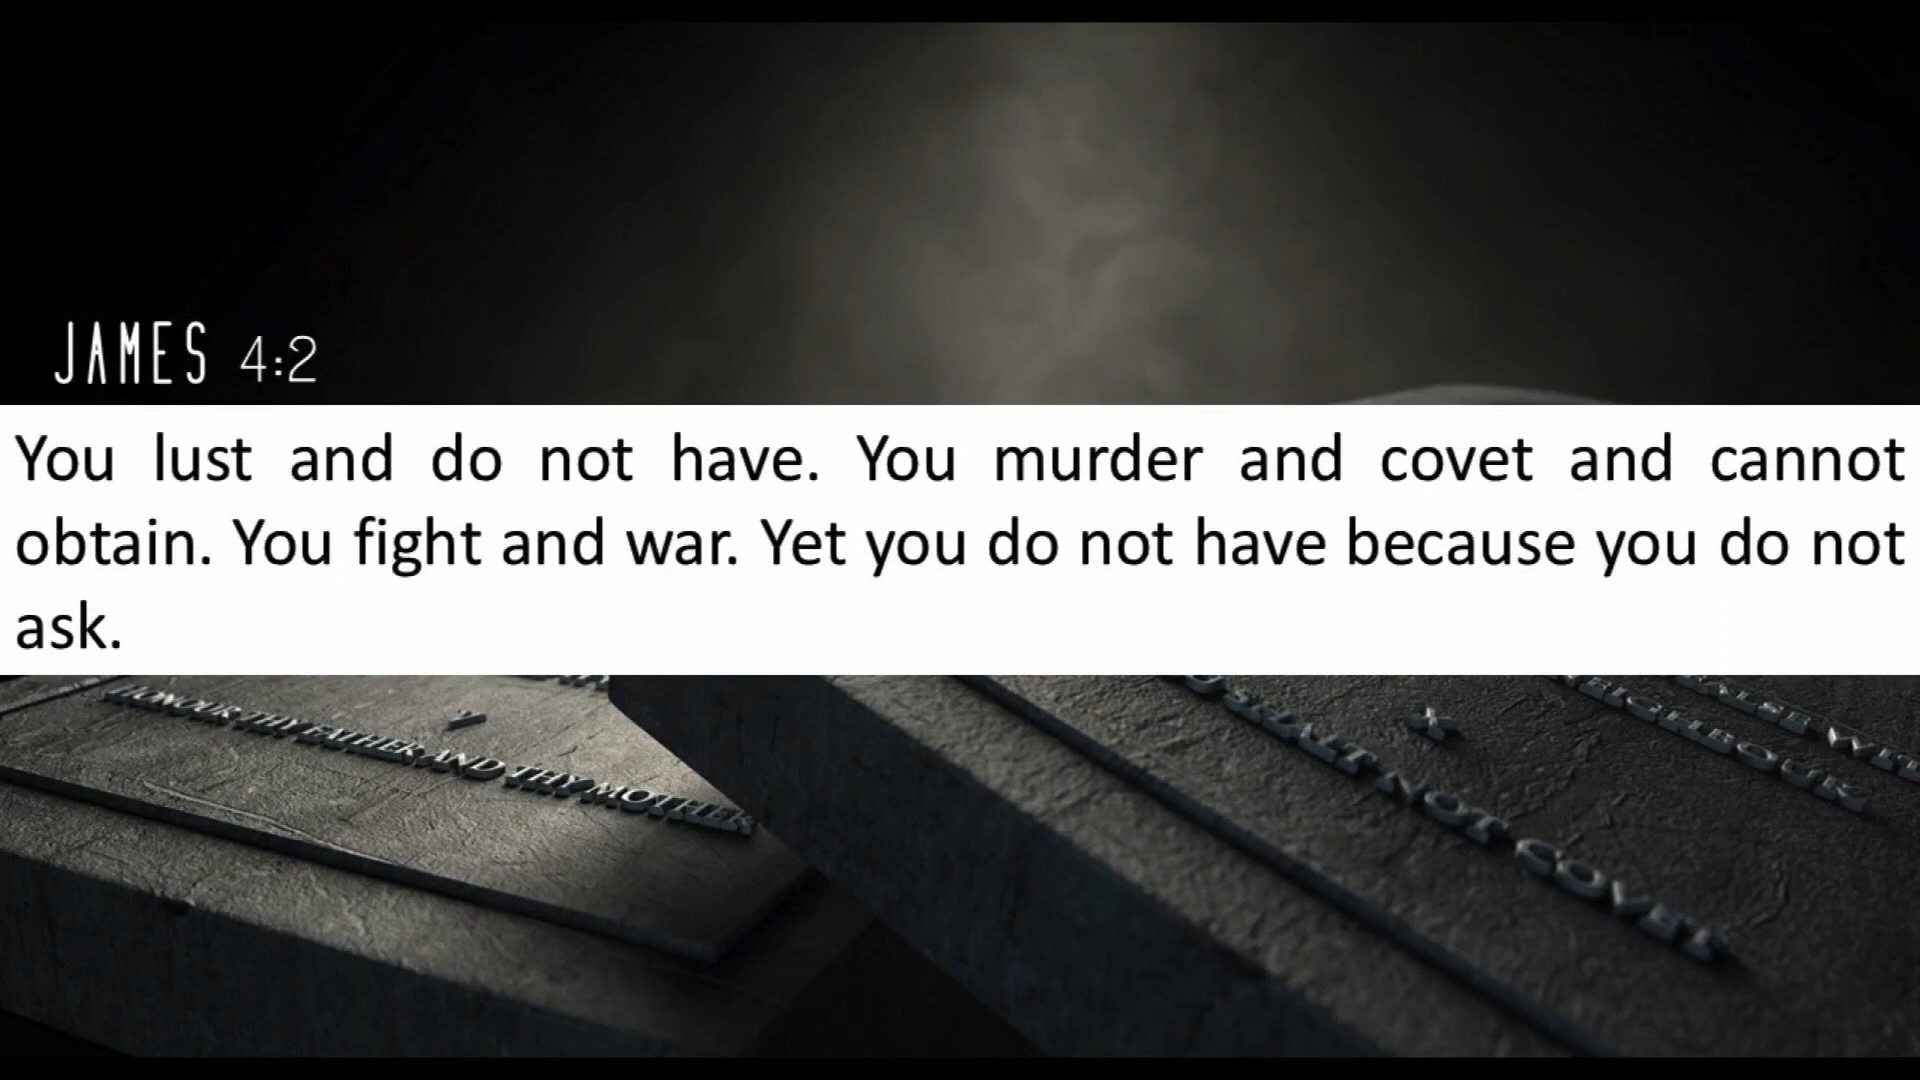 JAMES 4:2
You lust and do not have. You murder and covet and cannot
obtain. You fight and war. Yet you do not have because you do not
ask.
HONOUR THY FATHER AND THY MOTHER
X
SHALT NOT COVET
NEIGHBOUR